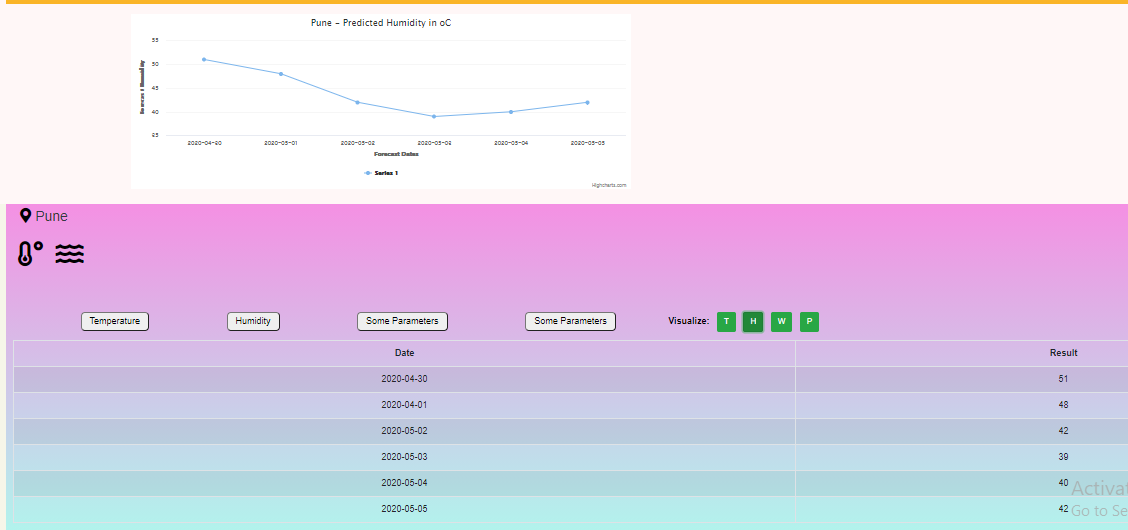 Pune - Predicted Humidity in oC
55
50
45
40
35
2020-04-30 2020-05-01 2020-05-02 2020-05-03 2020-05-04 2020-05-05
Forecast Dates
Series 1
Highcharts.com
Pune
Temperature Humidity Some Parameters Some Parameters Visualize: T H W P
Date Result
2020-04-30 51
2020-04-01 48
2020-05-02 42
2020-05-03 39
2020-05-04 40
2020-05-05 42
Activat
Go to Se